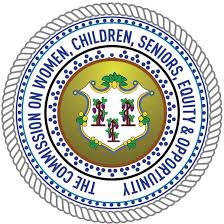 THE COMMISSION ON WOMEN, CHILDREN, SENIORS, EQUITY & OPPORTUNITY